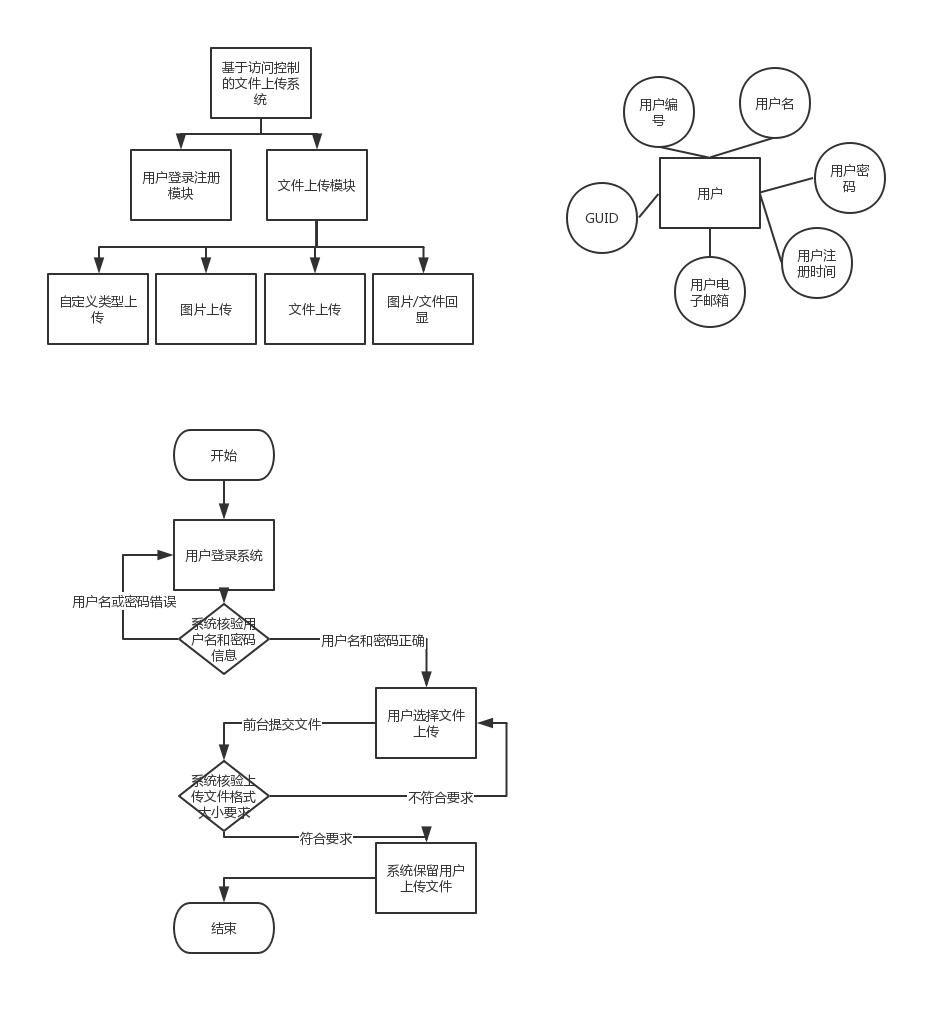 基于访问控制
的文件上传系
统
用户登录注册
模块
文件上传模块
自定义类型上
传
图片上传
文件上传
图片/文件回
显
用户编
号
用户名
用户密
码
用户
GUID
用户注
册时间
用户电
子邮箱
开始
用户登录系统
用户名或密码错误
系统核验用
户名和密码
信息
用户名和密码正确
用户选择文件
上传
前台提交文件
系统核验上
传文件格式
大小要求
不符合要求
符合要求
系统保留用户
上传文件
结束